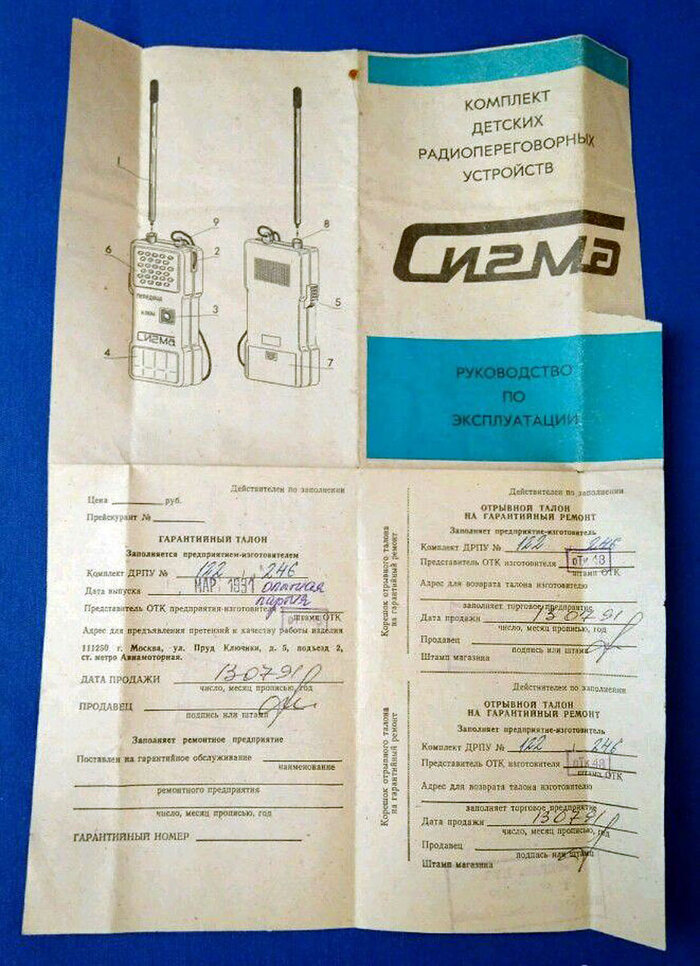 1
9
2
6
ПЕРЕДАЧА
3
КЛЮЧ
Сигма
4
8
5
7
КОМПЛЕКТ
ДЕТСКИХ
РАДИОПЕРЕГОВОРНЫХ
УСТРОЙСТВ
Сигма
РУКОВОДСТВО
ПО
ЭКСПЛУАТАЦИИ
Действителен по заполнении
Цена руб.
Прейскурант №
ГАРАНТИЙНЫЙ ТАЛОН
Заполняется предприятием-изготовителем
Комплект ДРПУ № 122 246
Дата выпуска МАР. 1991 опытная
партия
Представитель ОТК предприятия-изготовителя
штамп ОТК
Адрес для предъявления претензий к качеству работы изделия
111250 г. Москва, ул. Пруд Ключики, д. 5, подъезд 2,
ст. метро Авиамоторная.
ДАТА ПРОДАЖИ 13.07.91
число, месяц прописью, год
ПРОДАВЕЦ
подпись или штамп
Заполняет ремонтное предприятие
Поставлен на гарантийное обслуживание
наименование
ремонтного предприятия
число, месяц прописью, год
ГАРАНТИЙНЫЙ НОМЕР
Корешок отрывного талона
на гарантийный ремонт
Действителен по заполнении
ОТРЫВНОЙ ТАЛОН
НА ГАРАНТИЙНЫЙ РЕМОНТ
Заполняет предприятие-изготовитель
Комплект ДРПУ № 122 246
Представитель ОТК изготовителя ОТК 48
штамп ОТК
Адрес для возврата талона изготовителю
заполняет торговое предприятие
Дата продажи 13.07.91
число, месяц прописью, год
Продавец
подпись или штамп
Штамп магазина
Корешок отрывного талона
на гарантийный ремонт
Действителен по заполнении
ОТРЫВНОЙ ТАЛОН
НА ГАРАНТИЙНЫЙ РЕМОНТ
Заполняет предприятие-изготовитель
Комплект ДРПУ № 122 246
Представитель ОТК изготовителя ОТК 48
штамп ОТК
Адрес для возврата талона изготовителю
заполняет торговое предприятие
Дата продажи 13.07.91
число, месяц прописью, год
Продавец
подпись или штамп
Штамп магазина